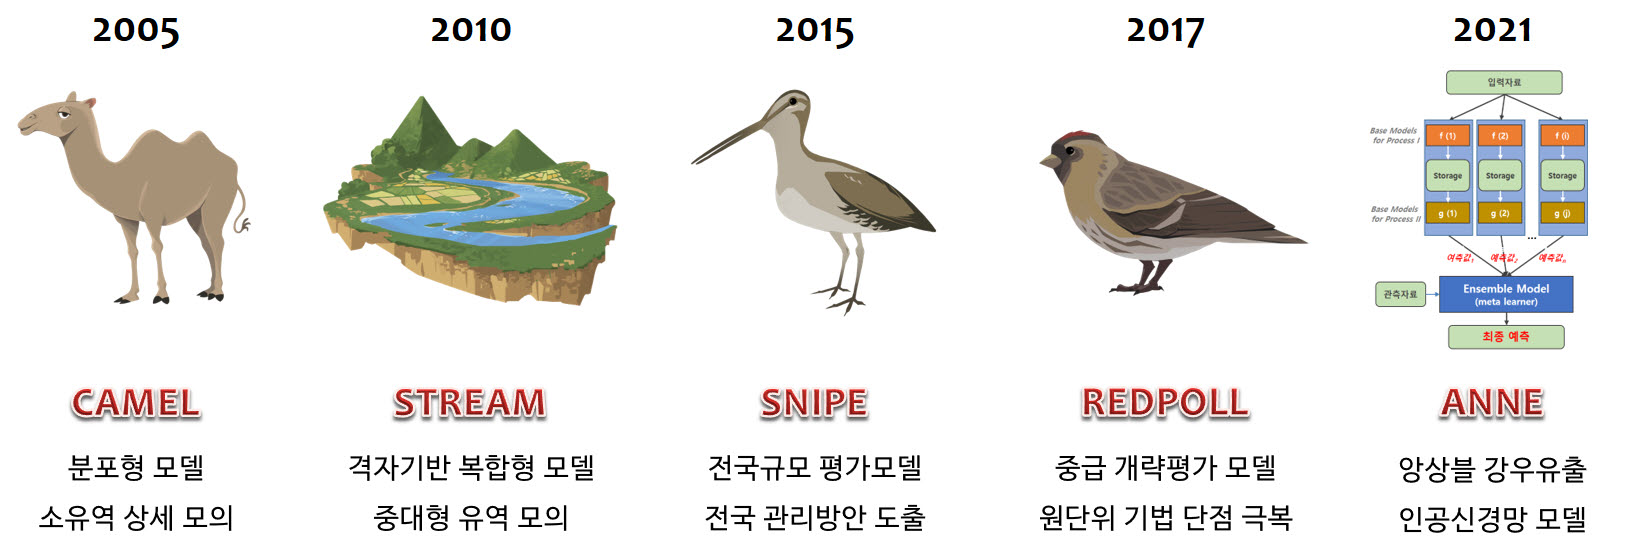 2005
2010
2015
2017
2021
입력자료
Base Models
for Process I
f (1)
f (2)
f (i)
Storage
Storage
Storage
Base Models
for Process II
g (1)
g (2)
g (j)
...
예측값1
예측값2
예측값n
관측자료
Ensemble Model
(meta learner)
최종 예측
CAMEL
STREAM
SNIPE
REDPOLL
ANNE
분포형 모델
격자기반 복합형 모델
전국규모 평가모델
중급 개략평가 모델
앙상블 강우유출
소유역 상세 모의
중대형 유역 모의
전국 관리방안 도출
원단위 기법 단점 극복
인공신경망 모델